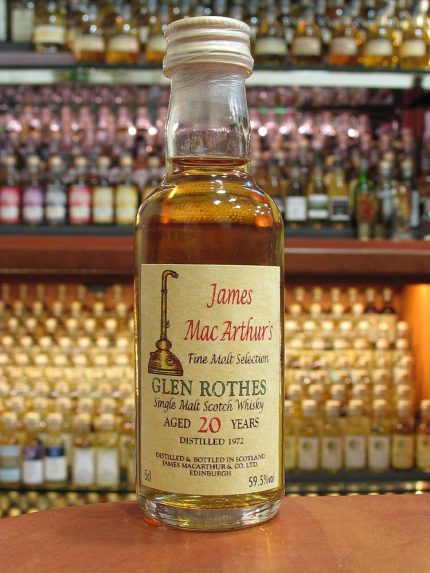 James
Mac Arthur's
Fine Malt Selection
GLEN ROTHES
Single Malt Scotch Whisky
AGED 20 YEARS
DISTILLED 1972
DISTILLED & BOTTLED IN SCOTLAND
JAMES MACARTHUR & CO. LTD.
EDINBURGH
5cl 59.5%vol